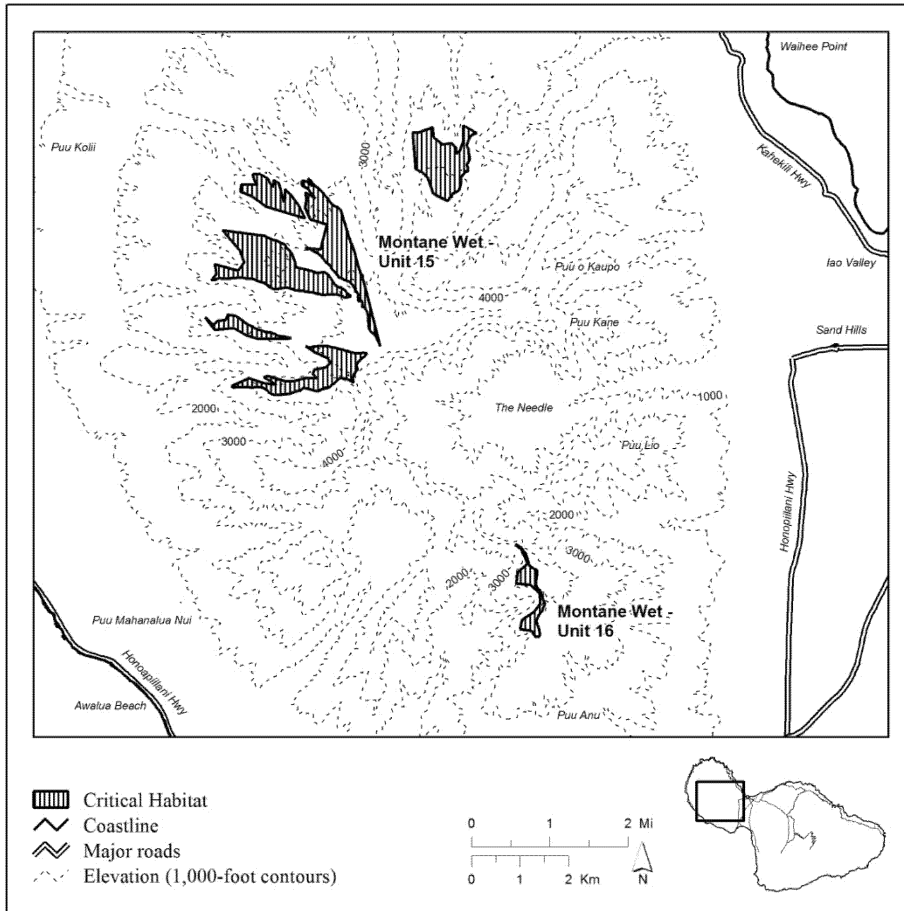 Waihee Point
Puu Kolii
3000
Kahekili Hwy
Montane Wet -
Unit 15
Puu o Kaupo
Iao Valley
4000
Puu Kane
Sand Hills
The Needle
1000
2000
3000
Puu Lio
4000
Honopiilani Hwy
2000
3000
2000
3000
Montane Wet -
Unit 16
Puu Mahanalua Nui
Honoapiilani Hwy
Awalua Beach
Puu Anu
Critical Habitat
Coastline
Major roads
Elevation (1,000-foot contours)
0 1 2 Mi
0 1 2 Km
N